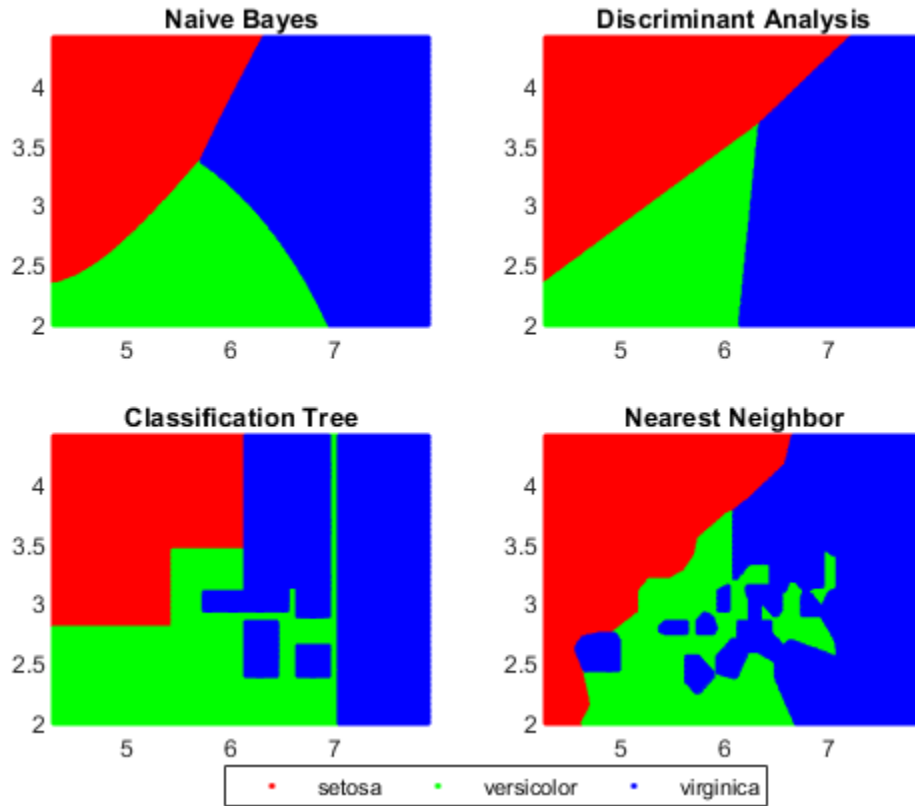 Naive Bayes
4
3.5
3
2.5
2
5 6 7
Discriminant Analysis
4
3.5
3
2.5
2
5 6 7
Classification Tree
4
3.5
3
2.5
2
5 6 7
Nearest Neighbor
4
3.5
3
2.5
2
5 6 7
setosa versicolor virginica